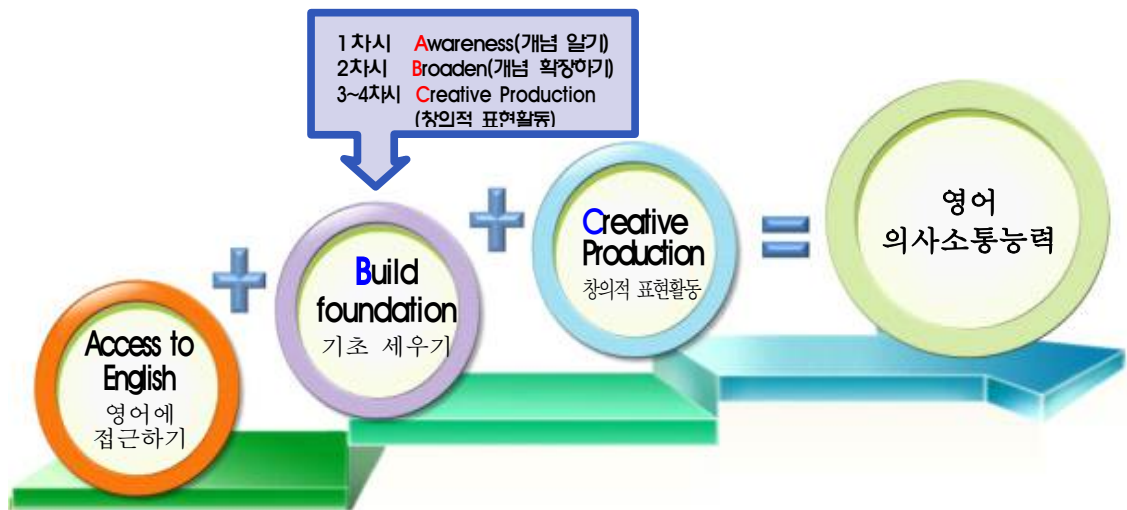 1차시 Awareness(개념 알기)
2차시 Broaden(개념 확장하기)
3~4차시 Creative Production
(창의적 표현활동)
Access to
English
영어에
접근하기
Build
foundation
기초 세우기
Creative
Production
창의적 표현활동
영어
의사소통능력